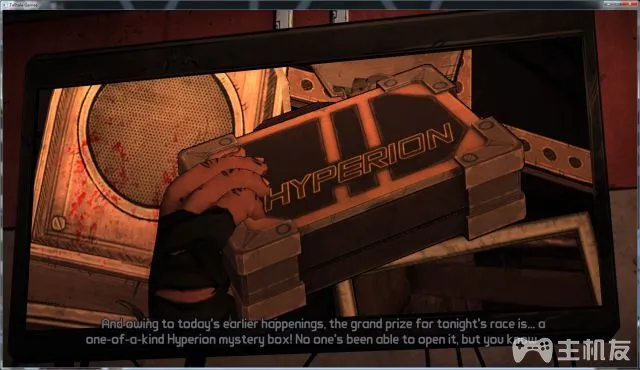 Telltale Games
HYPERION
And owing to today's earlier happenings, the grand prize for tonight's race is... a
one-of-a-kind Hyperion mystery box! No one's been able to open it, but you know
主机友